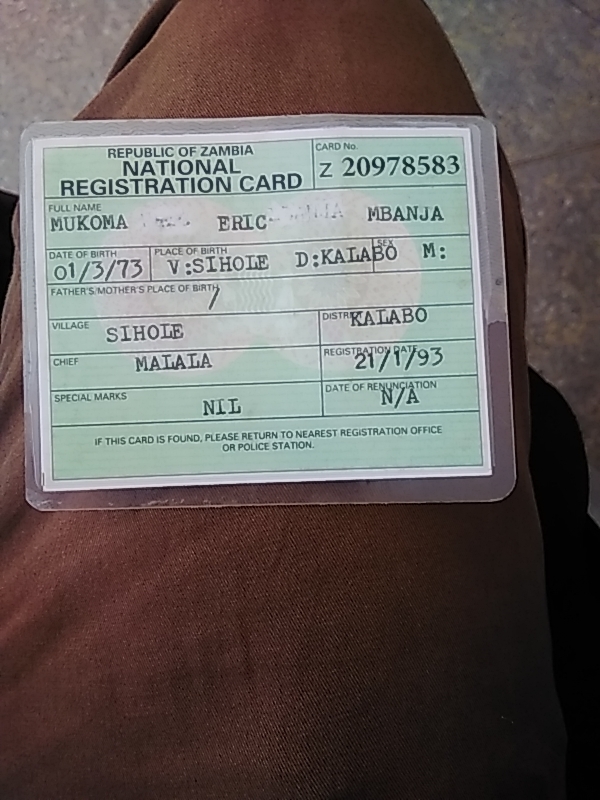 REPUBLIC OF ZAMBIA
NATIONAL
REGISTRATION CARD
CARD No.
Z 20978583
FULL NAME
MUKOMA ERIC MBANJA
DATE OF BIRTH
01/3/73
PLACE OF BIRTH
V:SIHOLE D:KALABO
SEX
M:
FATHER'S/MOTHER'S PLACE OF BIRTH
/
VILLAGE
SIHOLE
DISTRICT
KALABO
CHIEF
MALALA
REGISTRATION DATE
21/1/93
SPECIAL MARKS
NIL
DATE OF RENUNCIATION
N/A
IF THIS CARD IS FOUND, PLEASE RETURN TO NEAREST REGISTRATION OFFICE
OR POLICE STATION.